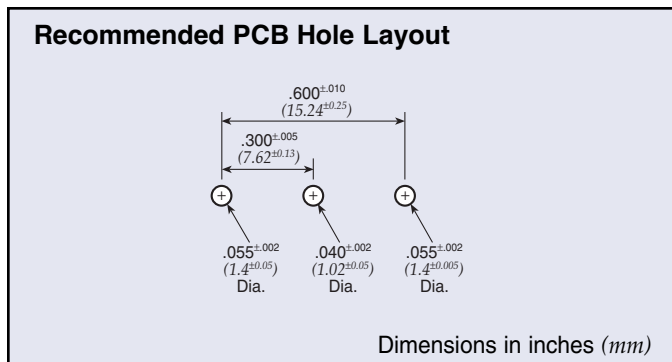 Recommended PCB Hole Layout
.600±.010
(15.24±0.25)
.300±.005
(7.62±0.13)
.055±.002
(1.4±0.05)
Dia.
.040±.002
(1.02±0.05)
Dia.
.055±.002
(1.4±0.005)
Dia.
Dimensions in inches (mm)